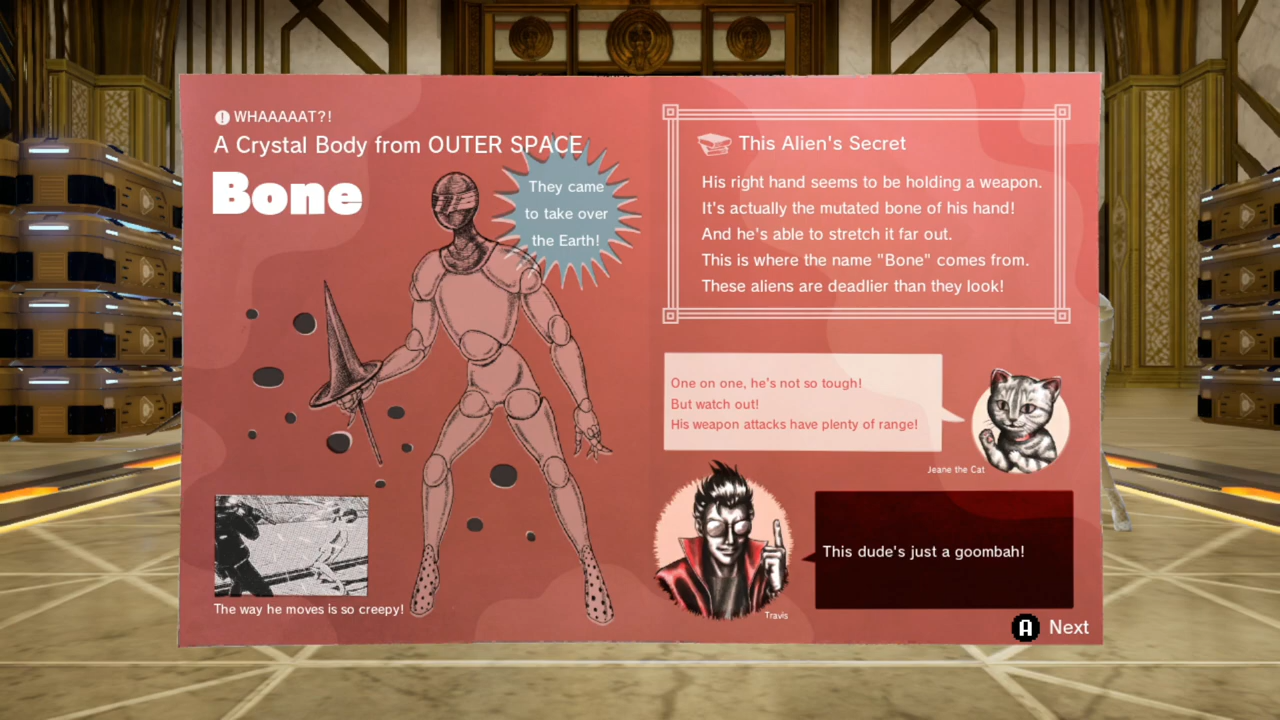 WHAAAAAT?!
A Crystal Body from OUTER SPACE
Bone
They came
to take over
the Earth!
The way he moves is so creepy!
This Alien's Secret
His right hand seems to be holding a weapon.
It's actually the mutated bone of his hand!
And he's able to stretch it far out.
This is where the name "Bone" comes from.
These aliens are deadlier than they look!
One on one, he's not so tough!
But watch out!
His weapon attacks have plenty of range!
Jeane the Cat
This dude's just a goombah!
Travis
A Next